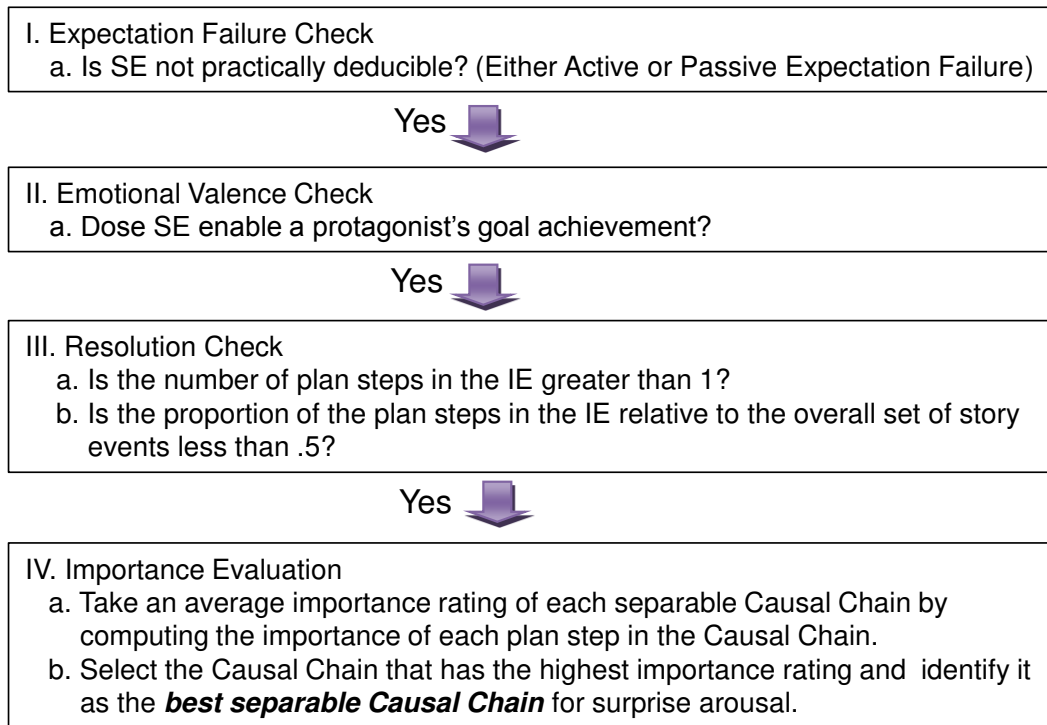 I. Expectation Failure Check
a. Is SE not practically deducible? (Either Active or Passive Expectation Failure)
Yes
II. Emotional Valence Check
a. Dose SE enable a protagonist’s goal achievement?
Yes
III. Resolution Check
a. Is the number of plan steps in the IE greater than 1?
b. Is the proportion of the plan steps in the IE relative to the overall set of story
events less than .5?
Yes
IV. Importance Evaluation
a. Take an average importance rating of each separable Causal Chain by
computing the importance of each plan step in the Causal Chain.
b. Select the Causal Chain that has the highest importance rating and identify it
as the best separable Causal Chain for surprise arousal.